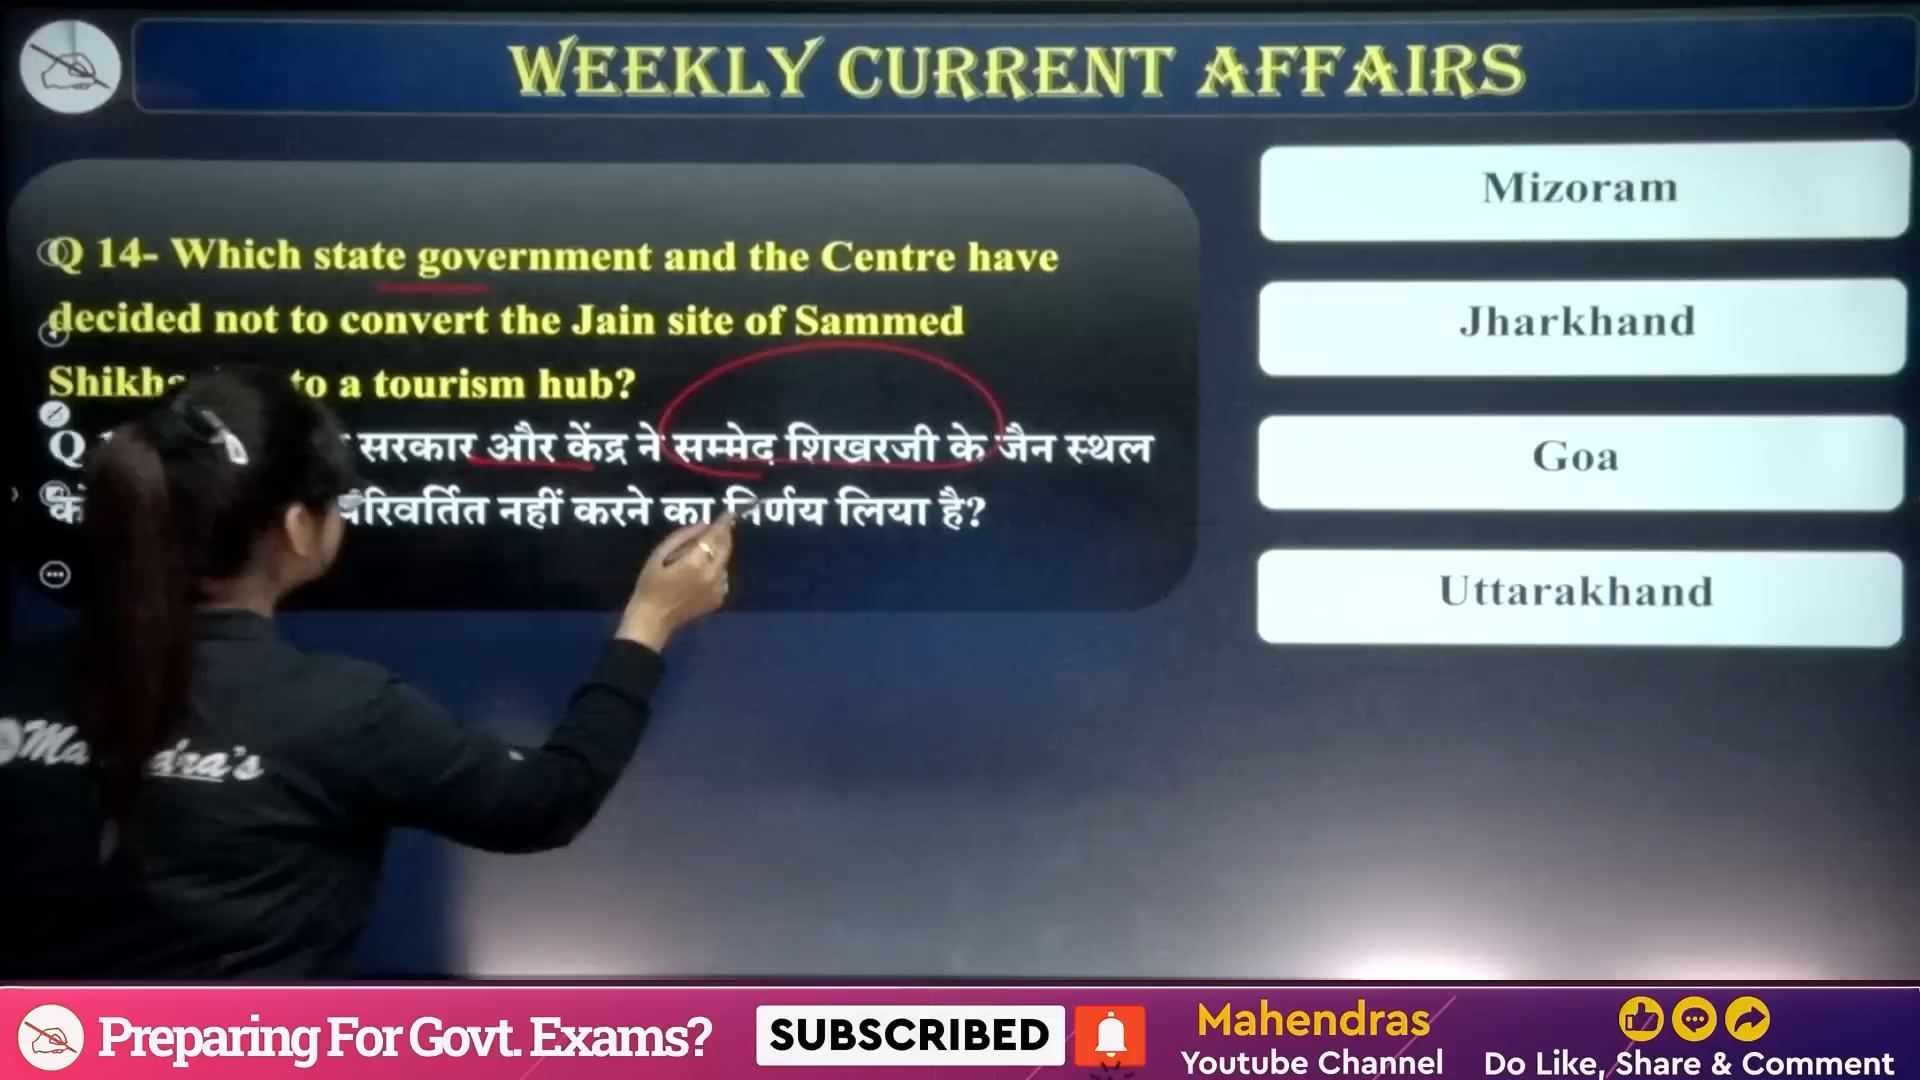 WEEKLY CURRENT AFFAIRS
Q 14- Which state government and the Centre have
decided not to convert the Jain site of Sammed
to a tourism hub?
Q सरकार और केंद्र ने सम्मेद शिखरजी के जैन स्थल
नहीं करने का निर्णय लिया है?
Mizoram
Jharkhand
Goa
Uttarakhand
Preparing For Govt. Exams?
SUBSCRIBED
Mahendras
Youtube Channel
Do Like, Share & Comment